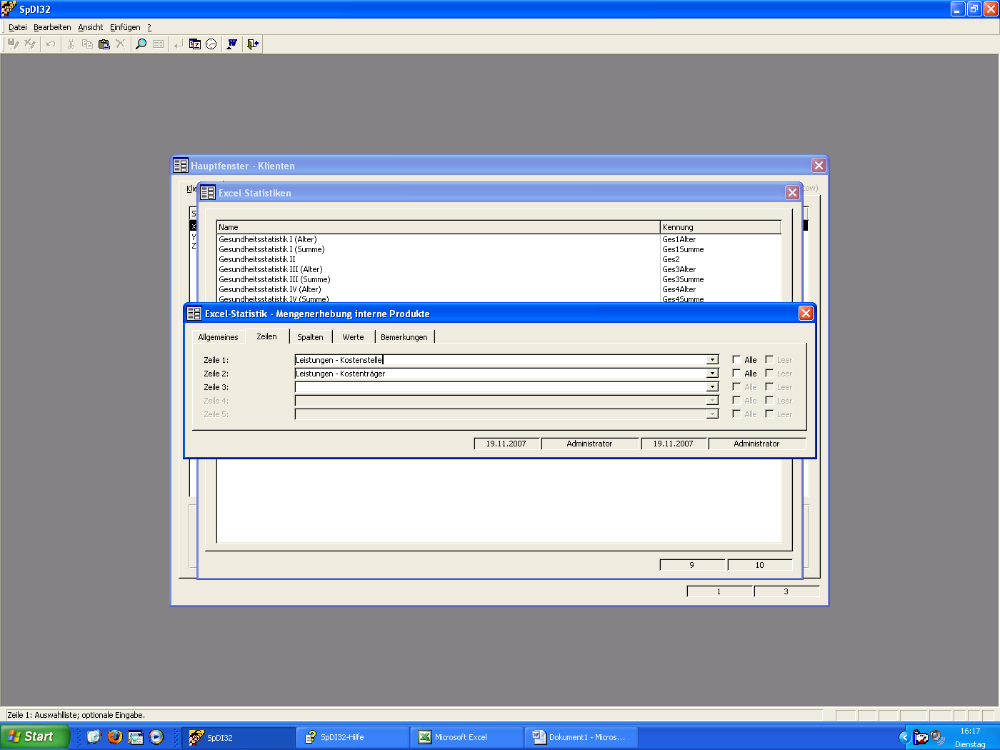 SpDI32
Datei Bearbeiten Ansicht Einfügen ?
Hauptfenster - Klienten
Klie
ow)
Excel-Statistiken
S
x
y
Z
Name Kennung
Gesundheitsstatistik I (Alter) Ges1Alter
Gesundheitsstatistik I (Summe) Ges1Summe
Gesundheitsstatistik II Ges2
Gesundheitsstatistik III (Alter) Ges3Alter
Gesundheitsstatistik III (Summe) Ges3Summe
Gesundheitsstatistik IV (Alter) Ges4Alter
Gesundheitsstatistik IV (Summe) Ges4Summe
Excel-Statistik - Mengenerhebung interne Produkte
Allgemeines Zeilen Spalten Werte Bemerkungen
Zeile 1: Leistungen - Kostenstelle Alle Leer
Zeile 2: Leistungen - Kostenträger Alle Leer
Zeile 3: Alle Leer
Zeile 4: Alle Leer
Zeile 5: Alle Leer
19.11.2007 Administrator 19.11.2007 Administrator
9 10
1 3
Zeile 1: Auswahlliste; optionale Eingabe.
Start SpDI32 SpDI32-Hilfe Microsoft Excel Dokument1 - Micros... 16:17
Dienstag